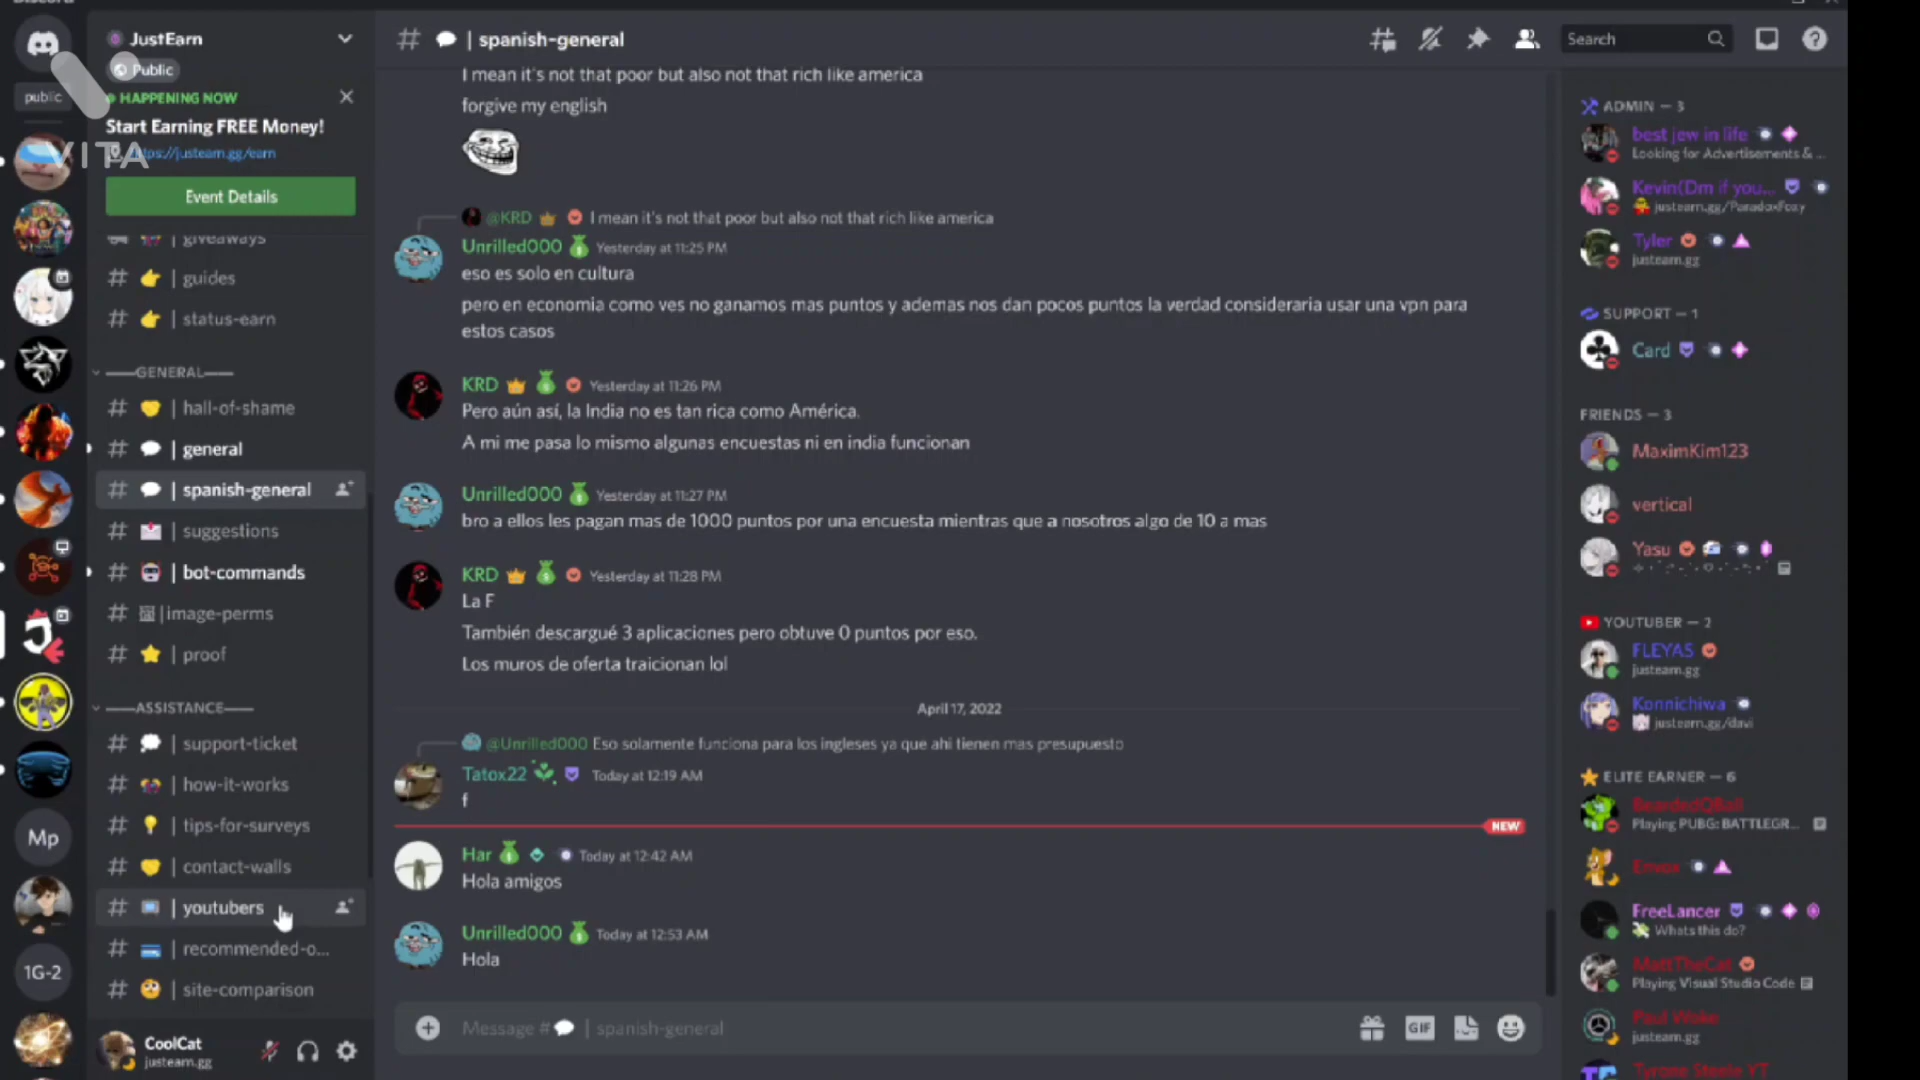 JustEarn
Public
public
HAPPENING NOW
Start Earning FREE Money!
VITA
Event Details
# | giveaways
# | guides
# | status-earn
——GENERAL——
# | hall-of-shame
# | general
# | spanish-general
# | suggestions
# | bot-commands
# |image-perms
# | proof
——ASSISTANCE——
# | support-ticket
# | how-it-works
# | tips-for-surveys
# | contact-walls
# | youtubers
# | recommended-o...
# | site-comparison
Mp
1G-2
CoolCat
justearn.gg
# | spanish-general
Search
I mean it's not that poor but also not that rich like america
forgive my english
@KRD I mean it's not that poor but also not that rich like america
Unrilled000 Yesterday at 11:25 PM
eso es solo en cultura
pero en economia como ves no ganamos mas puntos y ademas nos dan pocos puntos la verdad consideraria usar una vpn para
estos casos
KRD Yesterday at 11:26 PM
Pero aún así, la India no es tan rica como América.
A mi me pasa lo mismo algunas encuestas ni en india funcionan
Unrilled000 Yesterday at 11:27 PM
bro a ellos les pagan mas de 1000 puntos por una encuesta mientras que a nosotros algo de 10 a mas
KRD Yesterday at 11:28 PM
La F
También descargué 3 aplicaciones pero obtuve 0 puntos por eso.
Los muros de oferta traicionan lol
April 17, 2022
@Unrilled000 Eso solamente funciona para los ingleses ya que ahi tienen mas presupuesto
Tatox22 Today at 12:19 AM
f
NEW
Har Today at 12:42 AM
Hola amigos
Unrilled000 Today at 12:53 AM
Hola
Message # | spanish-general
GIF
ADMIN — 3
best jew in life
Looking for Advertisements & ...
Kevin(Dm if you...
justearn.gg/ParadoxFoxy
Tyler
justearn.gg
SUPPORT — 1
Card
FRIENDS — 3
MaximKim123
vertical
Yasu
YOUTUBER — 2
FLEYAS
justearn.gg
Konnichiwa
justearn.gg/davi
ELITE EARNER — 6
BeardedQBall
Playing PUBG: BATTLEGR...
Envox
FreeLancer
Whats this do?
MattTheCat
Playing Visual Studio Code
Paul Woke
justearn.gg
Tyrone Steele YT